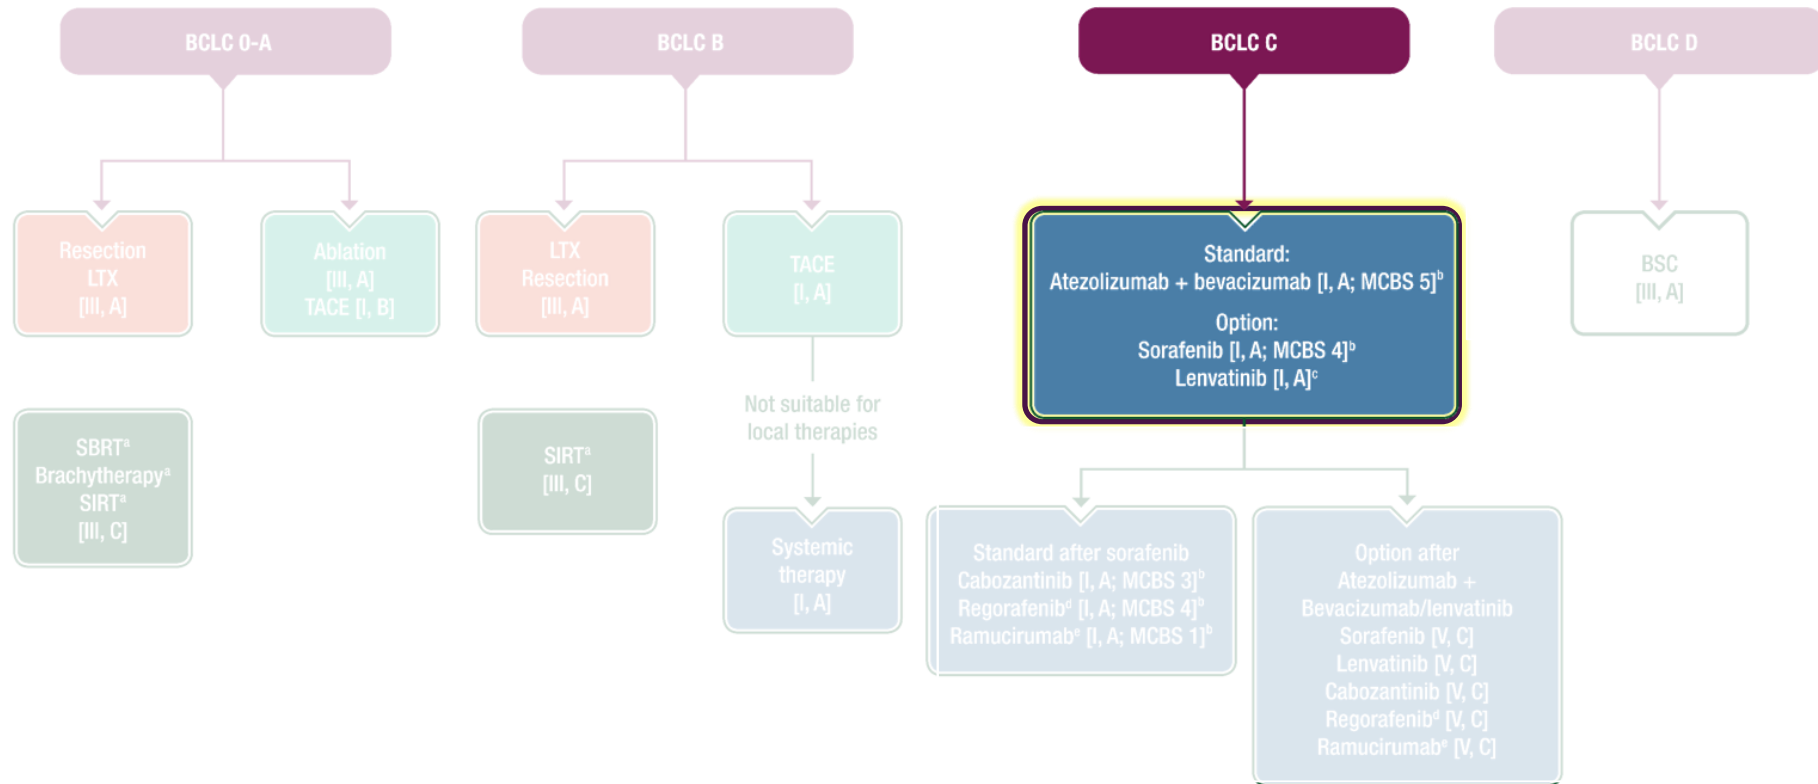 BCLC 0-A
BCLC B
BCLC C
BCLC D
Resection
LTX
[III, A]
Ablation
[III, A]
TACE [I, B]
LTX
Resection
[III, A]
TACE
[I, A]
Standard:
Atezolizumab + bevacizumab [I, A; MCBS 5]ᵇ
Option:
Sorafenib [I, A; MCBS 4]ᵇ
Lenvatinib [I, A]ᶜ
BSC
[III, A]
SBRTᵃ
Brachytherapyᵃ
SIRTᵃ
[III, C]
SIRTᵃ
[III, C]
Not suitable for
local therapies
Systemic
therapy
[I, A]
Standard after sorafenib
Cabozantinib [I, A; MCBS 3]ᵇ
Regorafenibᵈ [I, A; MCBS 4]ᵇ
Ramucirumabᵉ [I, A; MCBS 1]ᵇ
Option after
Atezolizumab +
Bevacizumab/lenvatinib
Sorafenib [V, C]
Lenvatinib [V, C]
Cabozantinib [V, C]
Regorafenibᵈ [V, C]
Ramucirumabᵉ [V, C]